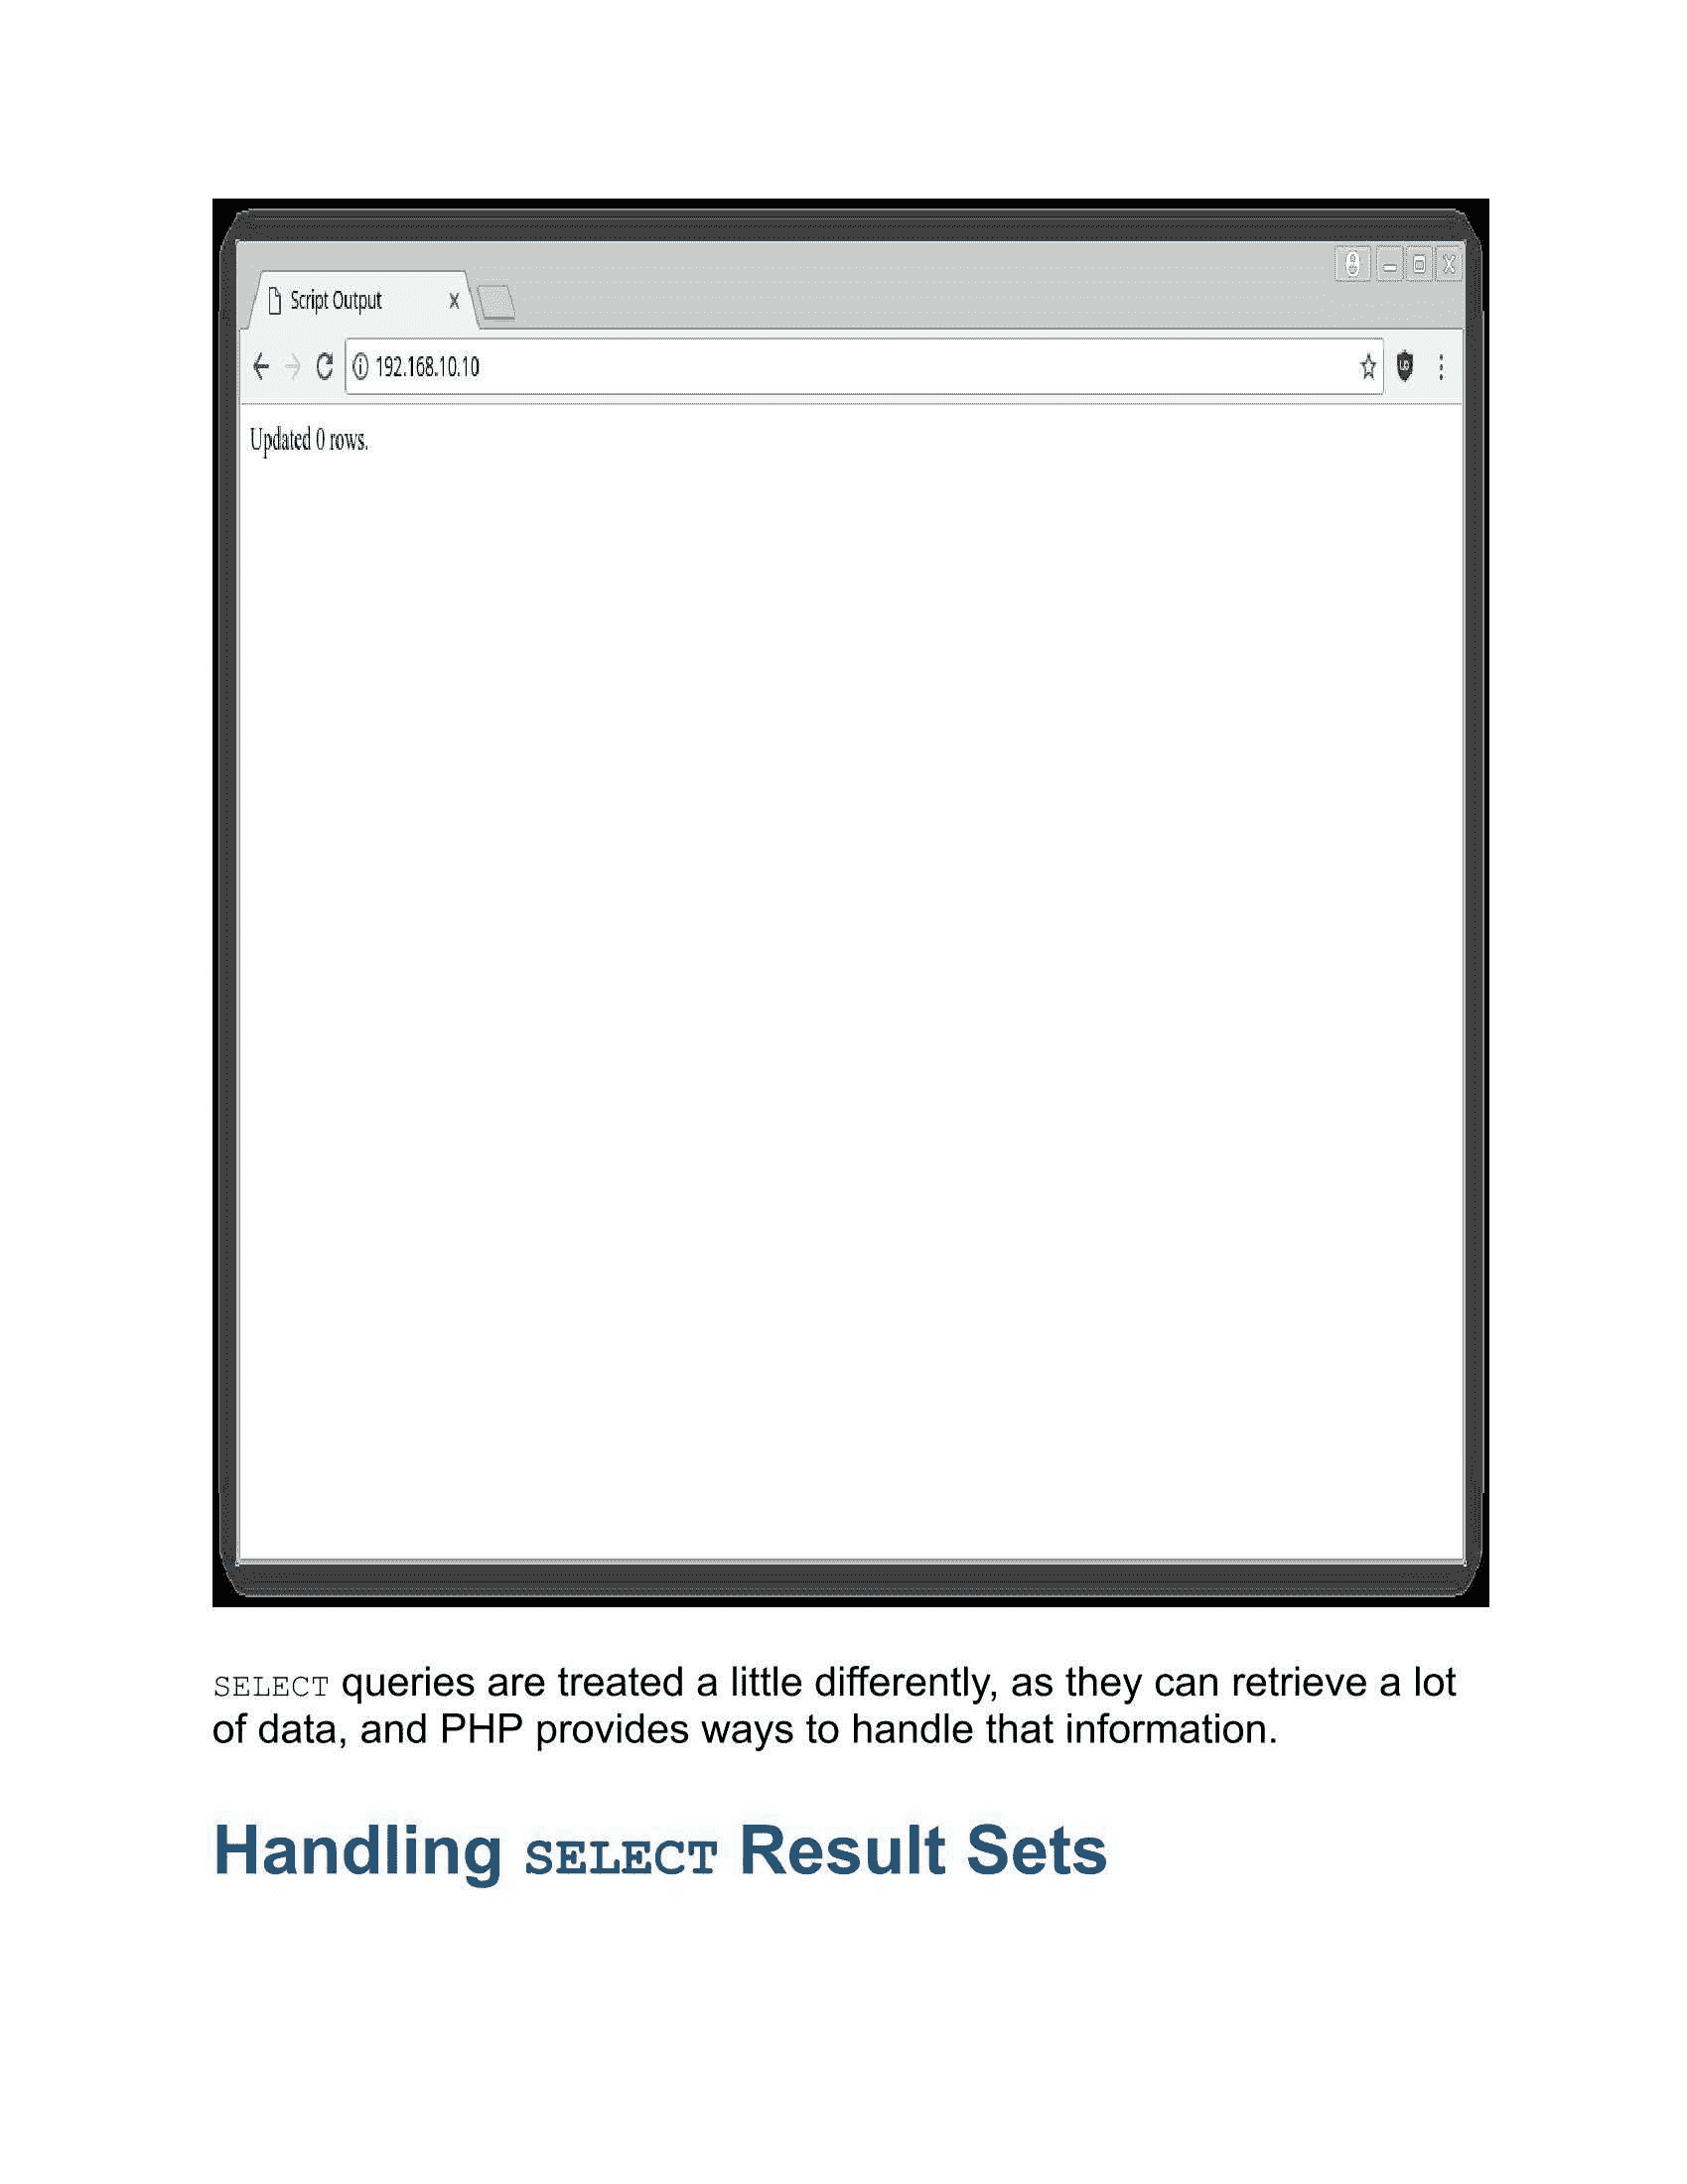 Script Output
192.168.10.10
Updated 0 rows.
SELECT queries are treated a little differently, as they can retrieve a lot
of data, and PHP provides ways to handle that information.
Handling SELECT Result Sets